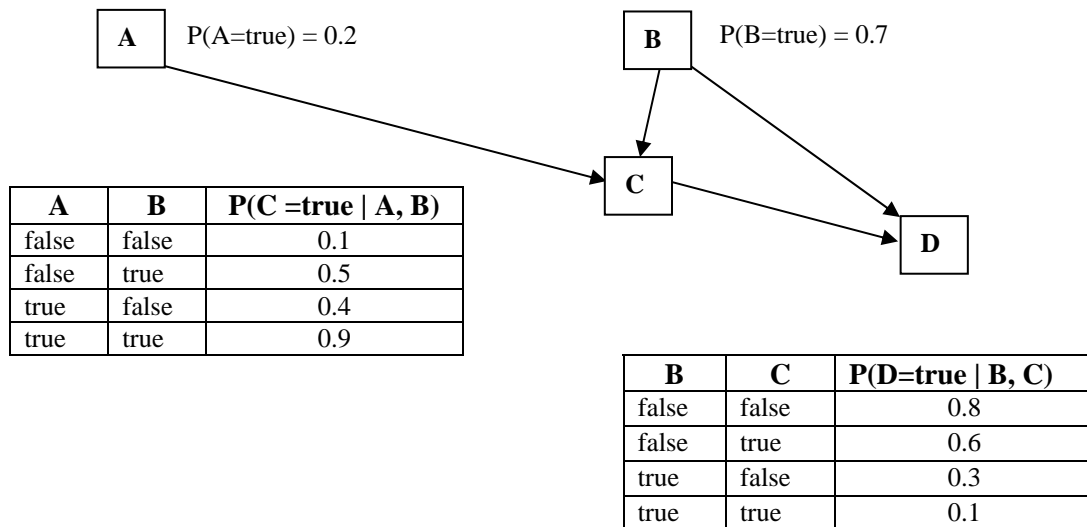 A P(A=true) = 0.2
B P(B=true) = 0.7
C
D
A B P(C =true | A, B)
false false 0.1
false true 0.5
true false 0.4
true true 0.9
B C P(D=true | B, C)
false false 0.8
false true 0.6
true false 0.3
true true 0.1